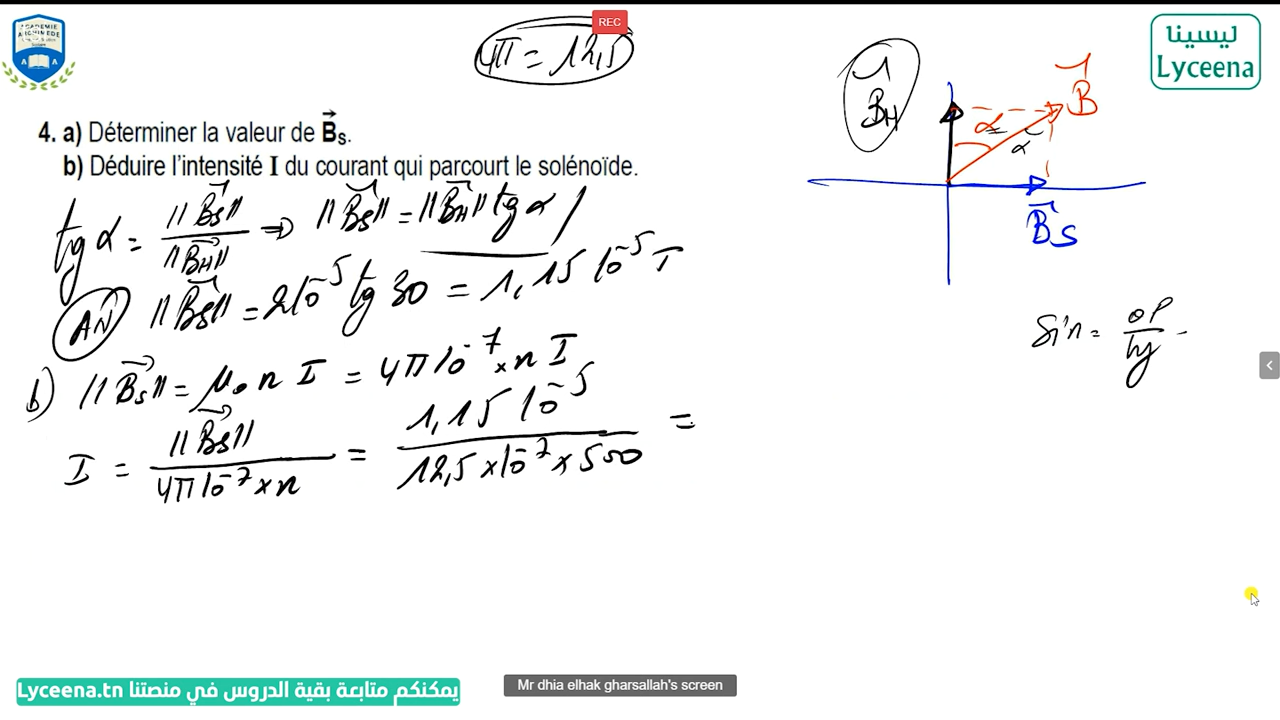 REC
4π = 12,5
ACADEMIE
ARCHIMEDE
ليسينا
Lyceena
B⃗H
α
α
B⃗
B⃗s
4. a) Déterminer la valeur de B⃗s.
b) Déduire l'intensité I du courant qui parcourt le solénoïde.
tg α = ||B⃗s|| / ||B⃗H|| ⇒ ||B⃗s|| = ||B⃗H|| tg α
AN ||B⃗s|| = 2 10⁻⁵ tg 30 = 1,15 10⁻⁵ T
Sin = OP / hy =
b) ||B⃗s|| = μ₀ n I = 4π 10⁻⁷ × n I
I = ||B⃗s|| / 4π 10⁻⁷ × n = 1,15 10⁻⁵ / 12,5 × 10⁻⁷ × 500 =
يمكنكم متابعة بقية الدروس في منصتنا Lyceena.tn
Mr dhia elhak gharsallah's screen